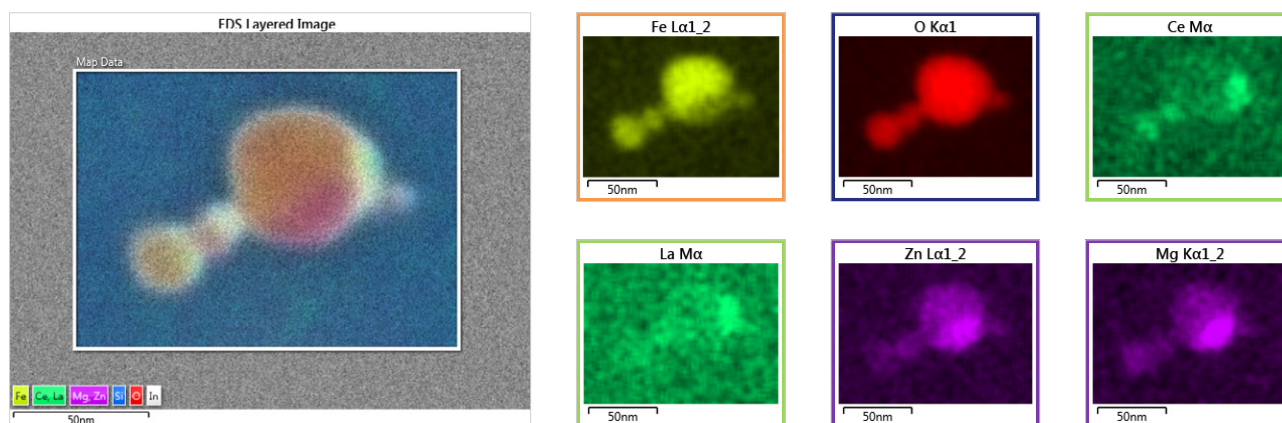 EDS Layered Image
Map Data
Fe Ce, La Mg, Zn Si O In
50nm
Fe Lα1_2
50nm
O Kα1
50nm
Ce Mα
50nm
La Mα
50nm
Zn Lα1_2
50nm
Mg Kα1_2
50nm